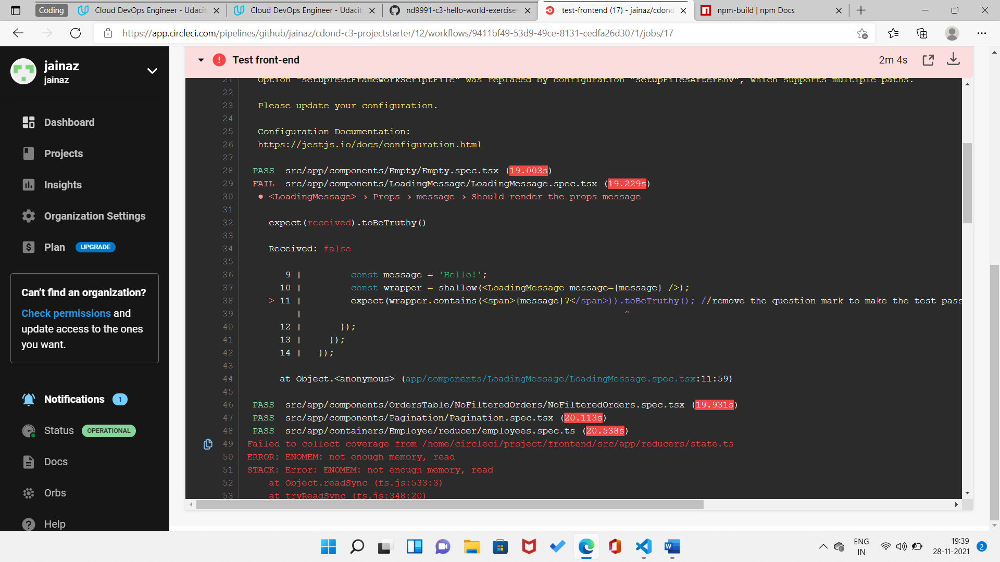 Coding
Cloud DevOps Engineer - Udacit
Cloud DevOps Engineer - Udacit
nd9991-c3-hello-world-exercise-
test-frontend (17) - jainaz/cdond
npm-build | npm Docs
https://app.circleci.com/pipelines/github/jainaz/cdond-c3-projectstarter/12/workflows/9411bf49-53d9-49ce-8131-cedfa26d3071/jobs/17
jainaz
jainaz
Dashboard
Projects
Insights
Organization Settings
Plan UPGRADE
Can't find an organization?
Check permissions and
update access to the ones
you want.
Notifications 1
Status OPERATIONAL
Docs
Orbs
Help
Test front-end
2m 4s
21 Option "setupTestFrameworkScriptFile" was replaced by configuration "setupFilesAfterEnv", which supports multiple paths.
22
23 Please update your configuration.
24
25 Configuration Documentation:
26 https://jestjs.io/docs/configuration.html
27
28 PASS src/app/components/Empty/Empty.spec.tsx (19.003s)
29 FAIL src/app/components/LoadingMessage/LoadingMessage.spec.tsx (19.229s)
30 ● <LoadingMessage> › Props › message › Should render the props message
31
32 expect(received).toBeTruthy()
33
34 Received: false
35
36 9 | const message = 'Hello!';
37 10 | const wrapper = shallow(<LoadingMessage message={message} />);
38 > 11 | expect(wrapper.contains(<span>{message}?</span>)).toBeTruthy(); //remove the question mark to make the test pass
39 | ^
40 12 | });
41 13 | });
42 14 | });
43
44 at Object.<anonymous> (app/components/LoadingMessage/LoadingMessage.spec.tsx:11:59)
45
46 PASS src/app/components/OrdersTable/NoFilteredOrders/NoFilteredOrders.spec.tsx (19.931s)
47 PASS src/app/components/Pagination/Pagination.spec.tsx (20.113s)
48 PASS src/app/containers/Employee/reducer/employees.spec.ts (20.538s)
49 Failed to collect coverage from /home/circleci/project/frontend/src/app/reducers/state.ts
50 ERROR: ENOMEM: not enough memory, read
51 STACK: Error: ENOMEM: not enough memory, read
52 at Object.readSync (fs.js:533:3)
53 at tryReadSync (fs.js:348:20)
ENG
IN
19:39
28-11-2021
2